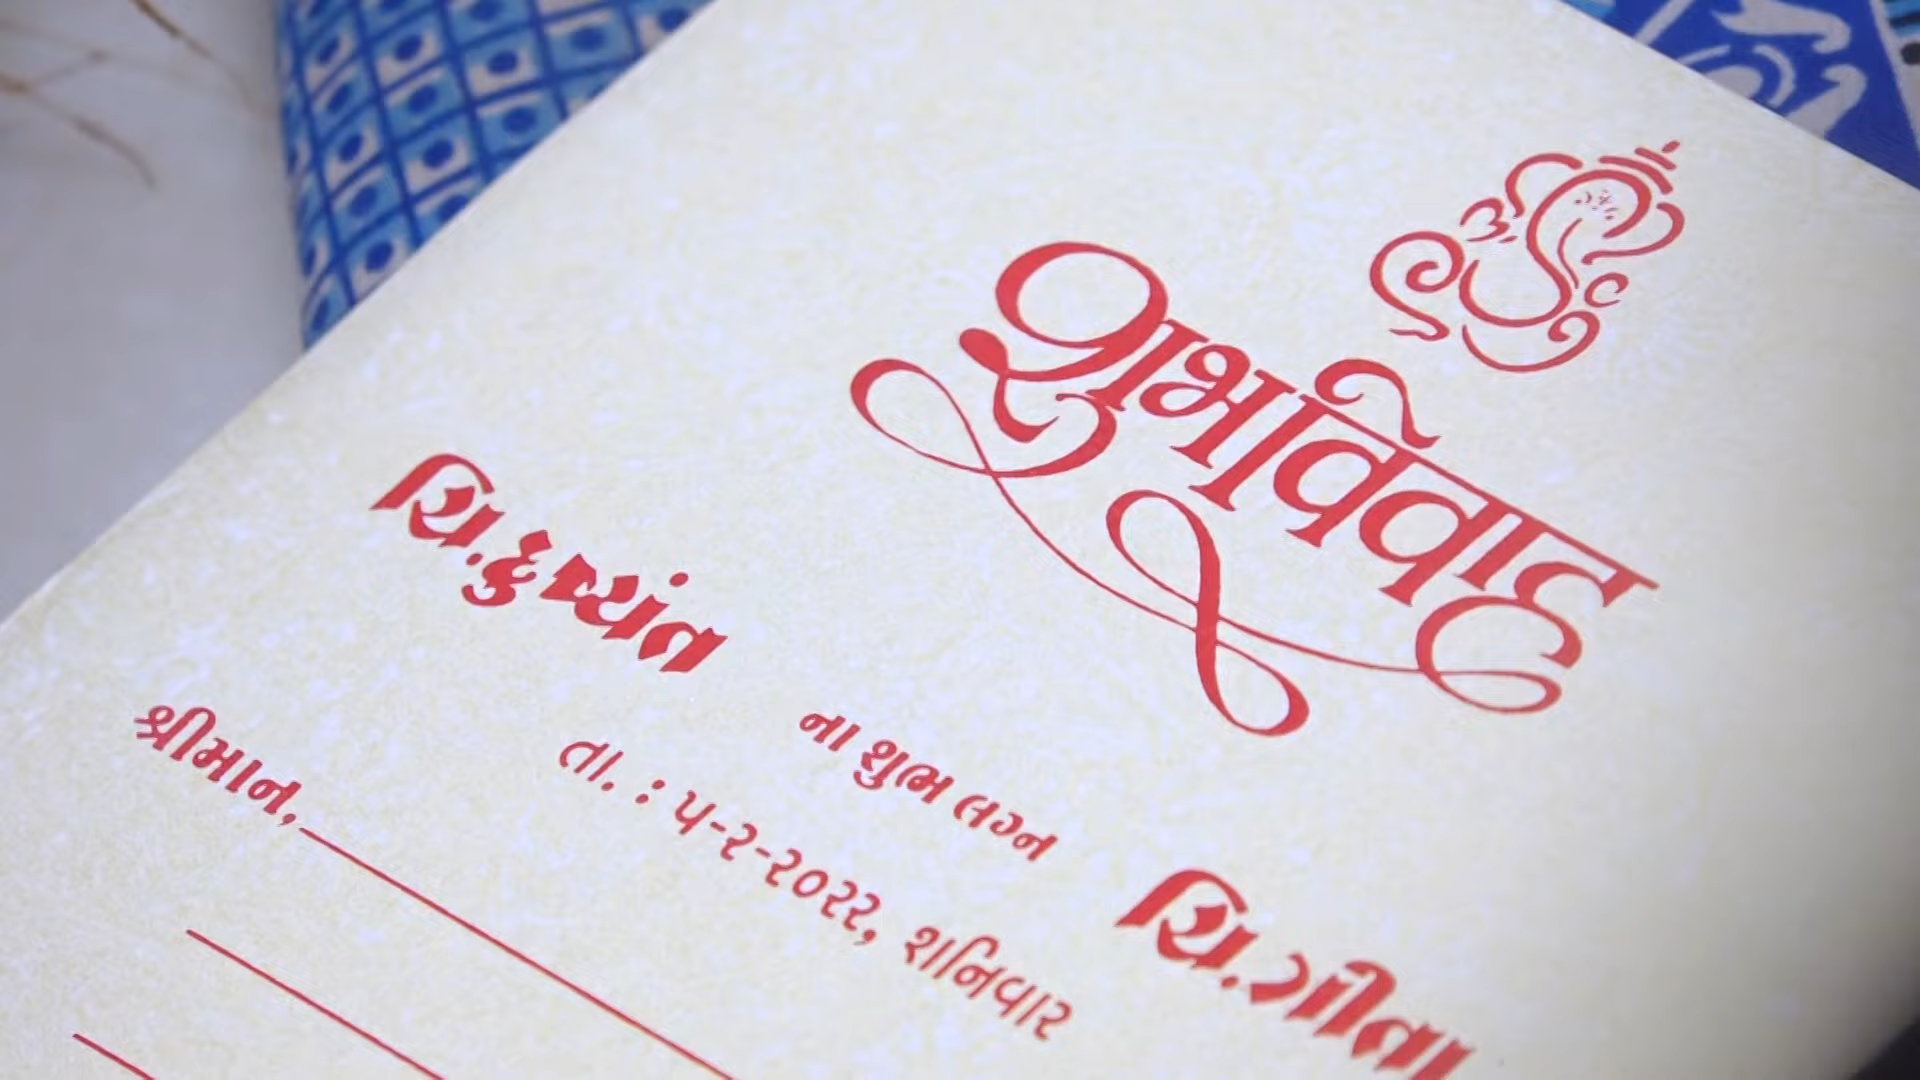 शुभविवाह
ચિ.દુષ્યંત
ના શુભ લગ્ન
ચિ.ગીતા
તા. : ૫-૨-૨૦૨૨, શનિવાર
શ્રીમાન,